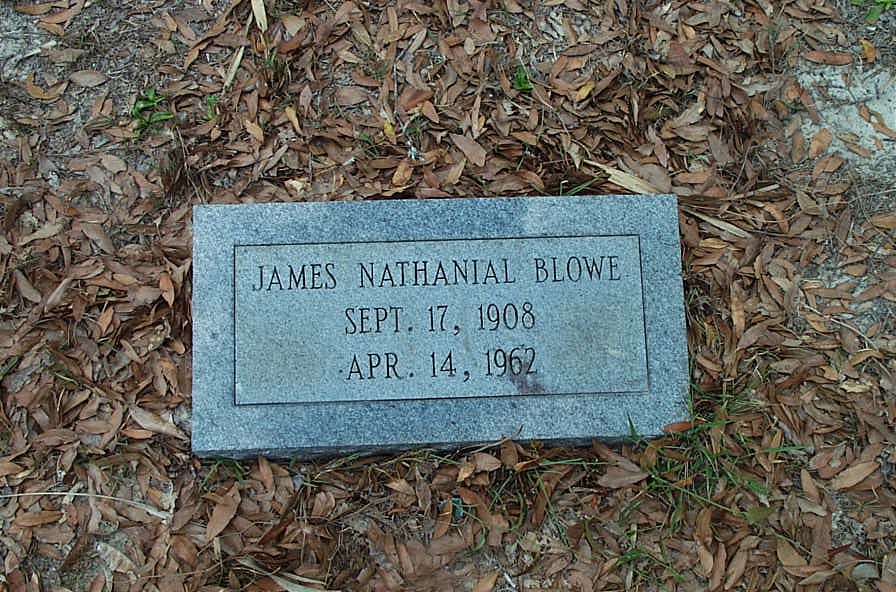 JAMES NATHANIAL BLOWE
SEPT. 17, 1908
APR. 14, 1962